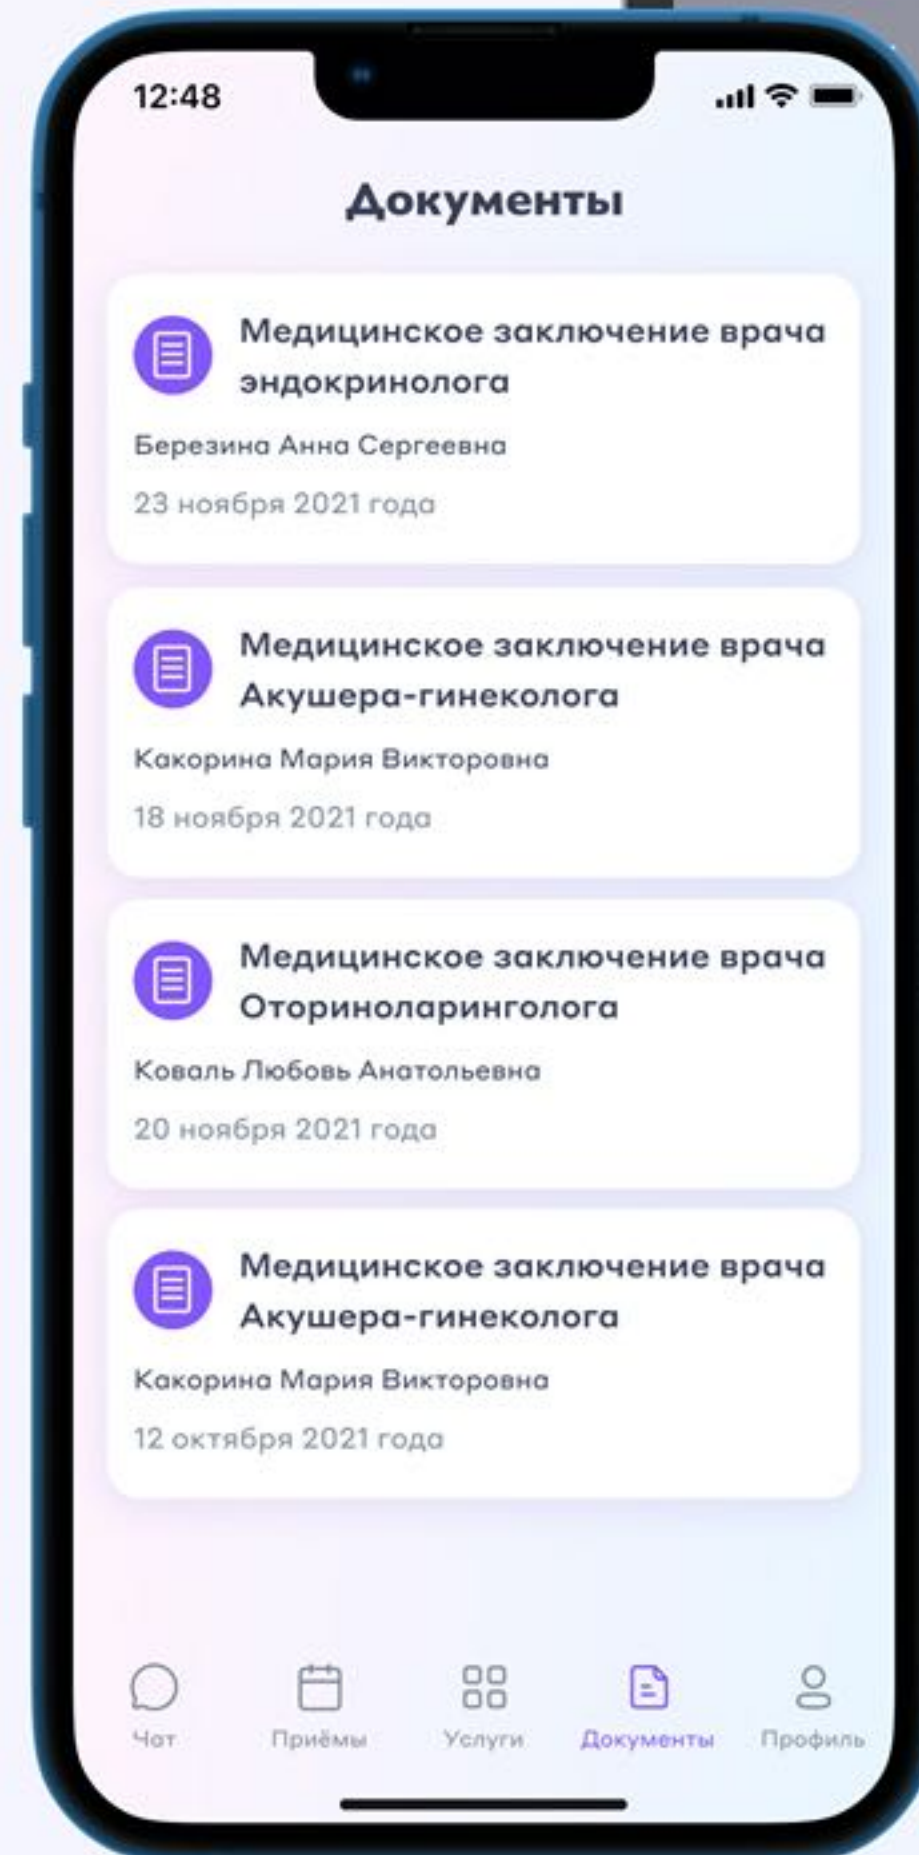 12:48
Документы
Медицинское заключение врача
эндокринолога
Березина Анна Сергеевна
23 ноября 2021 года
Медицинское заключение врача
Акушера-гинеколога
Какорина Мария Викторовна
18 ноября 2021 года
Медицинское заключение врача
Оториноларинголога
Коваль Любовь Анатольевна
20 ноября 2021 года
Медицинское заключение врача
Акушера-гинеколога
Какорина Мария Викторовна
12 октября 2021 года
Чат Приёмы Услуги Документы Профиль